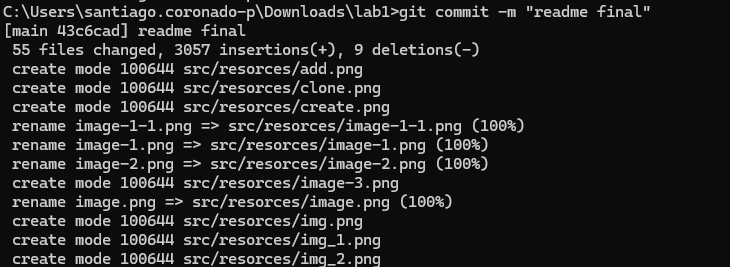 C:\Users\santiago.coronado-p\Downloads\lab1>git commit -m "readme final"
[main 43c6cad] readme final
 55 files changed, 3057 insertions(+), 9 deletions(-)
 create mode 100644 src/resorces/add.png
 create mode 100644 src/resorces/clone.png
 create mode 100644 src/resorces/create.png
 rename image-1-1.png => src/resorces/image-1-1.png (100%)
 rename image-1.png => src/resorces/image-1.png (100%)
 rename image-2.png => src/resorces/image-2.png (100%)
 create mode 100644 src/resorces/image-3.png
 rename image.png => src/resorces/image.png (100%)
 create mode 100644 src/resorces/img.png
 create mode 100644 src/resorces/img_1.png
 create mode 100644 src/resorces/img_2.png